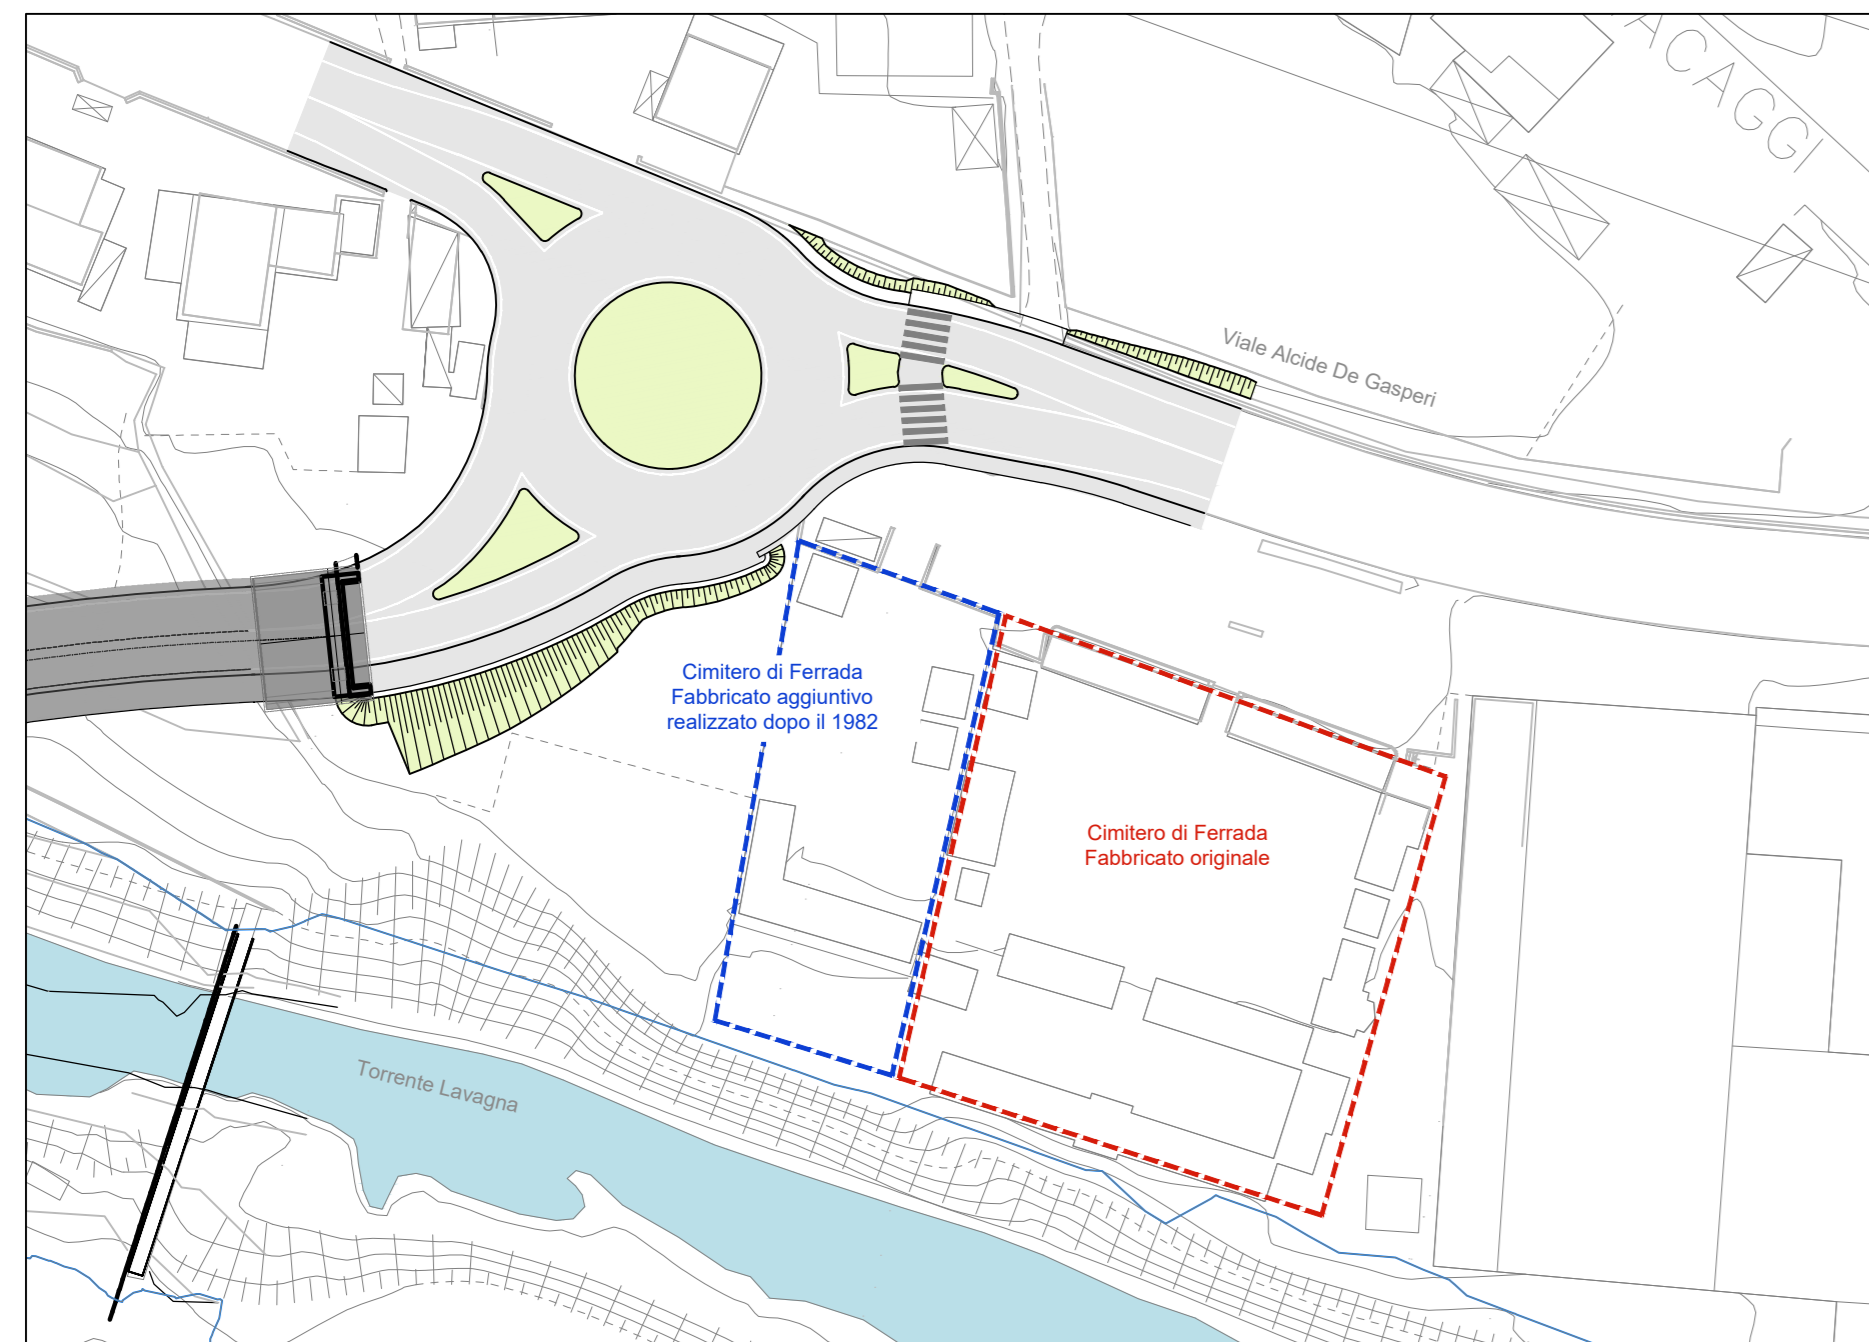 ICAGGI
Viale Alcide De Gasperi
Cimitero di Ferrada
Fabbricato aggiuntivo
realizzato dopo il 1982
Cimitero di Ferrada
Fabbricato originale
Torrente Lavagna